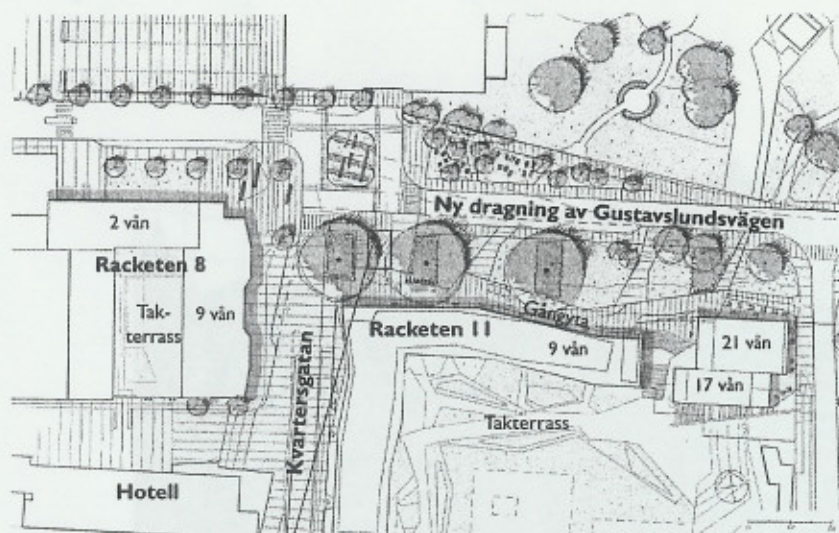 Ny dragning av Gustavslundsvägen
2 vån
Racketen 8
Tak-
terrass
9 vån
Kvartersgatan
Gångyta
Racketen 11
9 vån
21 vån
17 vån
Takterrass
Hotell